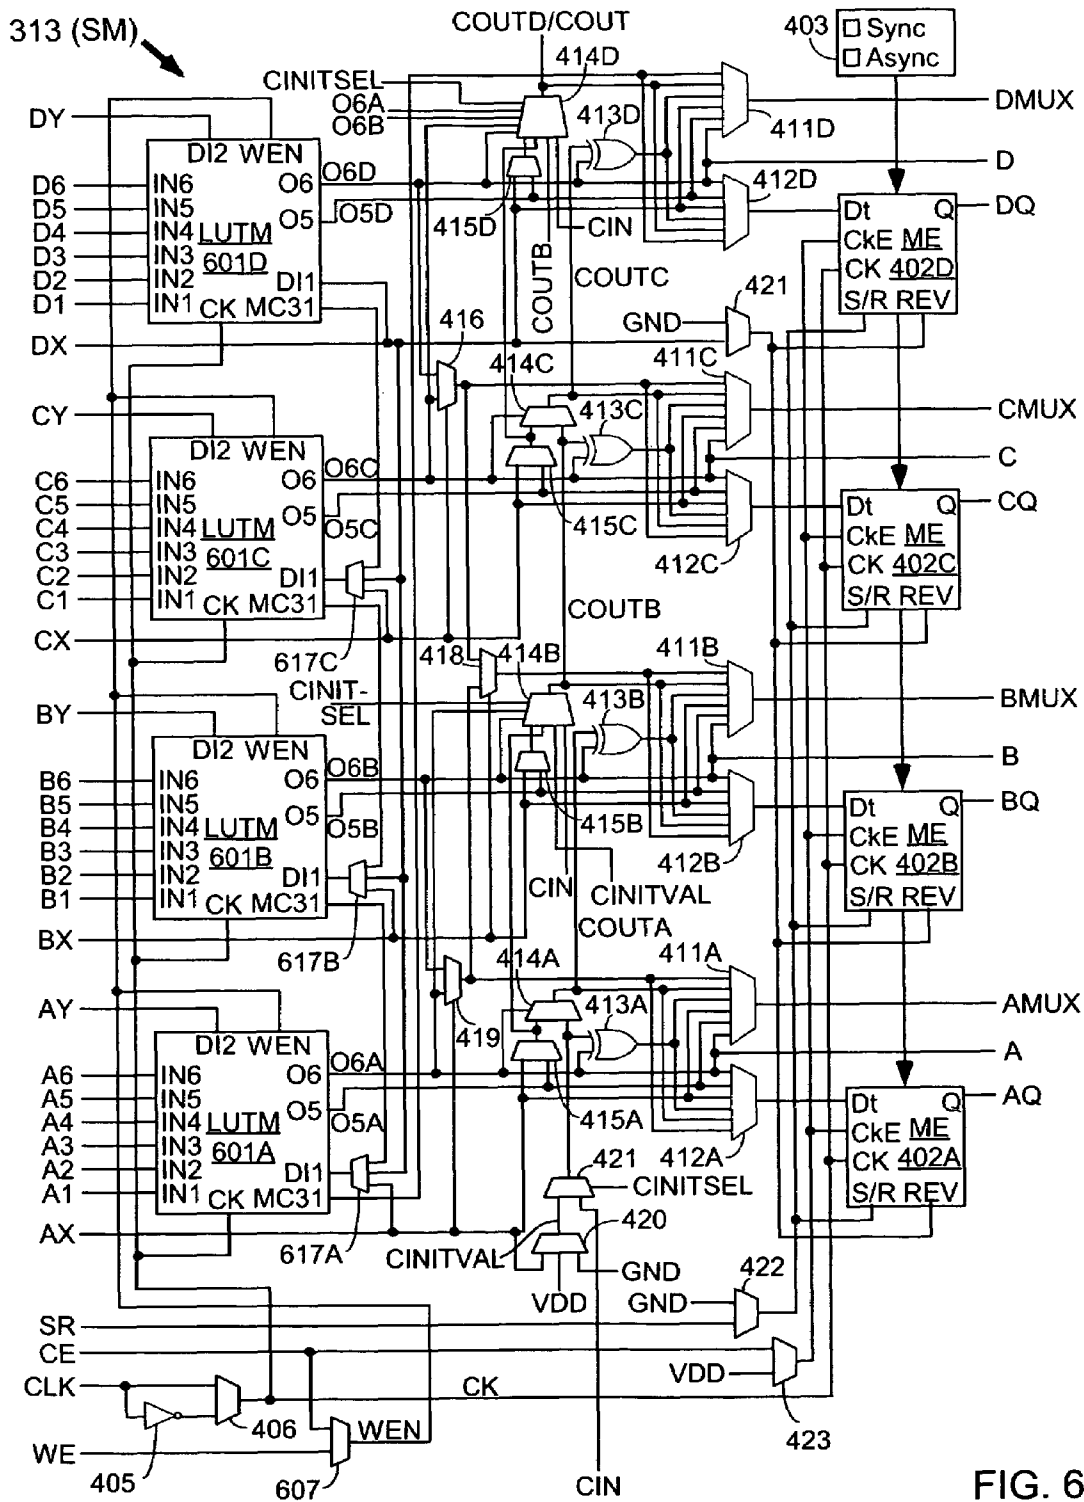 313 (SM)
COUTD/COUT
414D
403
Sync
Async
CINITSEL
O6A
O6B
413D
DMUX
411D
DY
DI2 WEN
D6
IN6
O6
O6D
D
D5
IN5
412D
D4
IN4
LUTM
O5
O5D
415D
CIN
Dt
Q
DQ
D3
IN3
601D
CkE
ME
D2
IN2
DI1
COUTB
COUTC
CK
402D
D1
IN1
CK MC31
S/R REV
421
416
GND
DX
414C
411C
CY
413C
CMUX
DI2 WEN
C6
IN6
O6
O6C
C
C5
IN5
C4
IN4
LUTM
O5
O5C
415C
412C
Dt
Q
CQ
C3
IN3
601C
CkE
ME
C2
IN2
DI1
CK
402C
C1
IN1
CK MC31
S/R REV
COUTB
CX
617C
418
414B
411B
CINIT-
SEL
413B
BMUX
BY
DI2 WEN
B6
IN6
O6
O6B
B
B5
IN5
B4
IN4
LUTM
O5
O5B
415B
412B
Dt
Q
BQ
B3
IN3
601B
CkE
ME
B2
IN2
DI1
CIN
CINITVAL
CK
402B
B1
IN1
CK MC31
S/R REV
COUTA
BX
617B
414A
411A
AY
419
413A
AMUX
DI2 WEN
A6
IN6
O6
O6A
A
A5
IN5
A4
IN4
LUTM
O5
O5A
415A
412A
Dt
Q
AQ
A3
IN3
601A
CkE
ME
A2
IN2
DI1
421
CK
402A
A1
IN1
CK MC31
CINITSEL
S/R REV
AX
617A
CINITVAL
420
GND
422
VDD
GND
SR
CE
VDD
CLK
CK
423
405
406
WEN
WE
607
CIN
FIG. 6